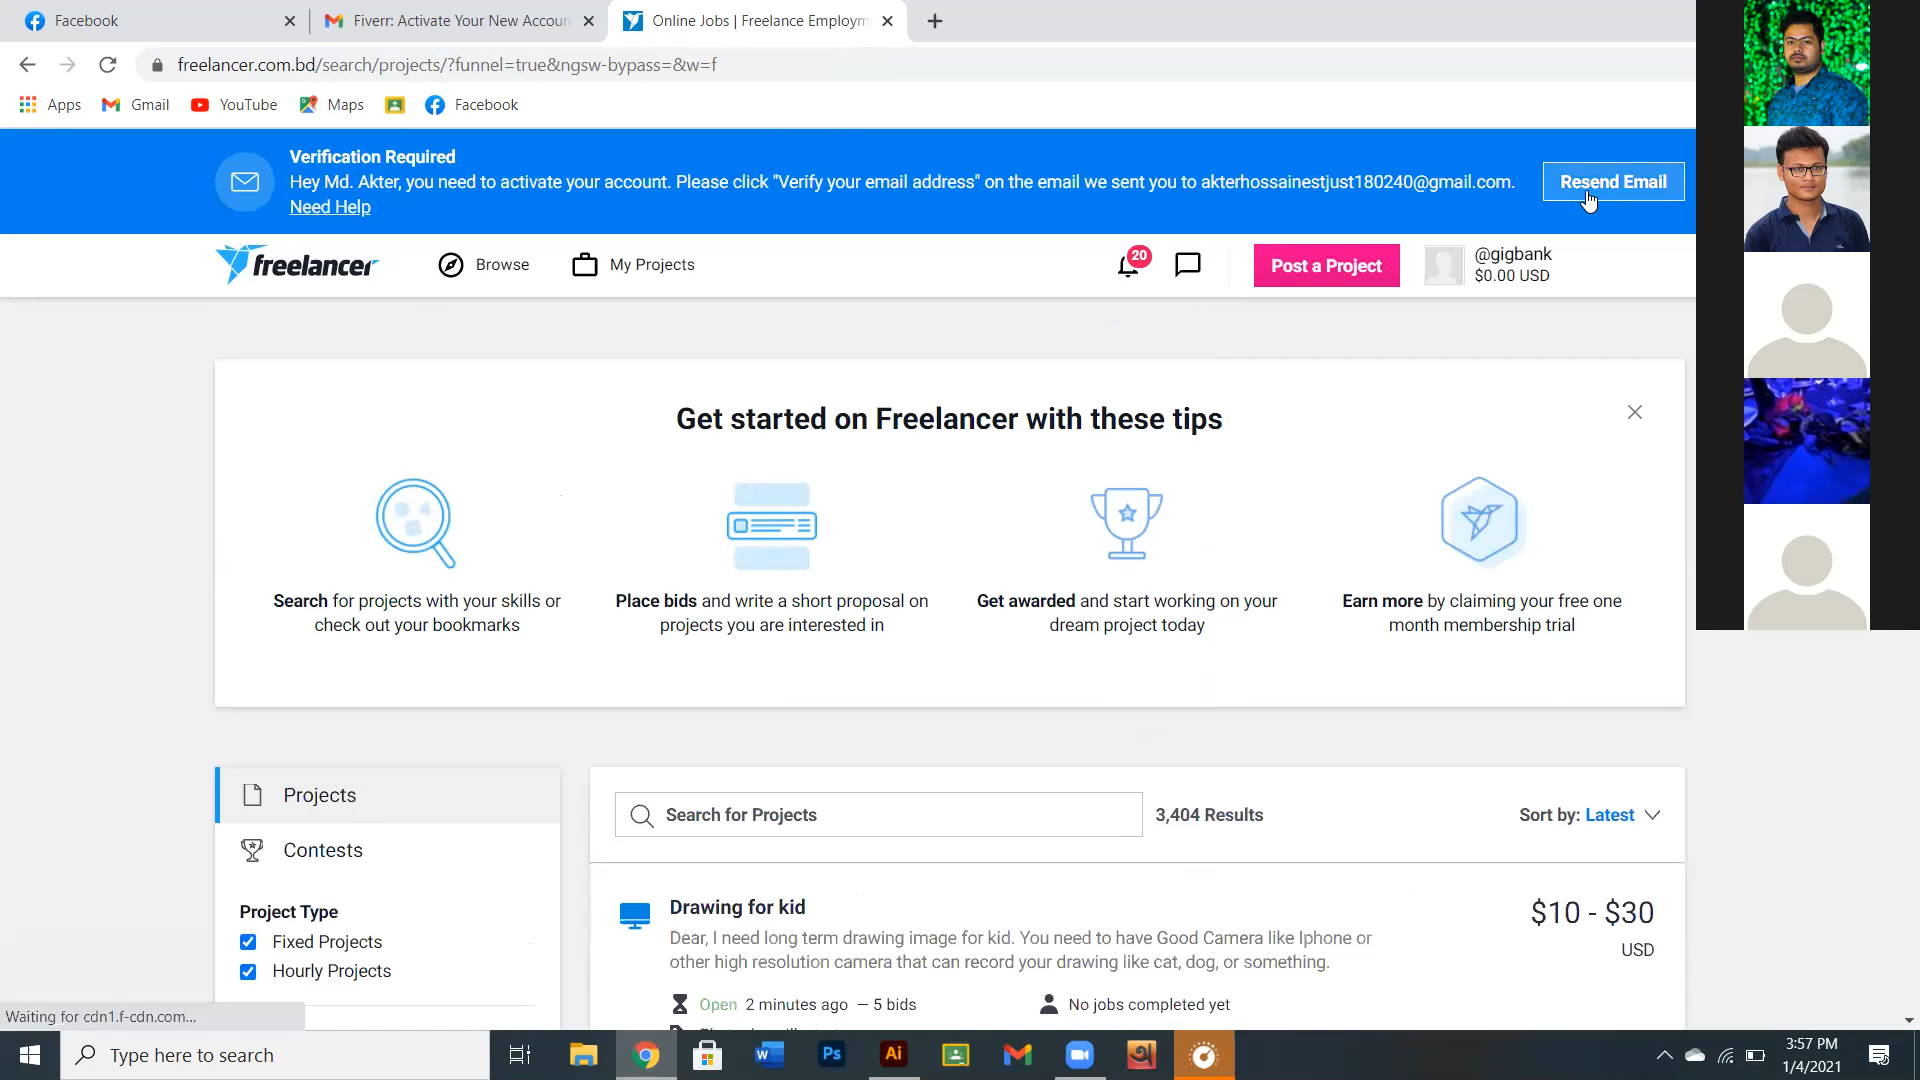 Facebook
Fiverr: Activate Your New Accoun
Online Jobs | Freelance Employm
freelancer.com.bd/search/projects/?funnel=true&ngsw-bypass=&w=f
Apps
Gmail
YouTube
Maps
Facebook
Verification Required
Hey Md. Akter, you need to activate your account. Please click "Verify your email address" on the email we sent you to akterhossainestjust180240@gmail.com.
Need Help
Resend Email
freelancer
Browse
My Projects
20
Post a Project
@gigbank
$0.00 USD
Get started on Freelancer with these tips
Search for projects with your skills or
check out your bookmarks
Place bids and write a short proposal on
projects you are interested in
Get awarded and start working on your
dream project today
Earn more by claiming your free one
month membership trial
Projects
Contests
Project Type
Fixed Projects
Hourly Projects
Search for Projects
3,404 Results
Sort by: Latest
Drawing for kid
$10 - $30
USD
Dear, I need long term drawing image for kid. You need to have Good Camera like Iphone or
other high resolution camera that can record your drawing like cat, dog, or something.
Open 2 minutes ago — 5 bids
No jobs completed yet
Waiting for cdn1.f-cdn.com...
Type here to search
Ps
Ai
অ
3:57 PM
1/4/2021